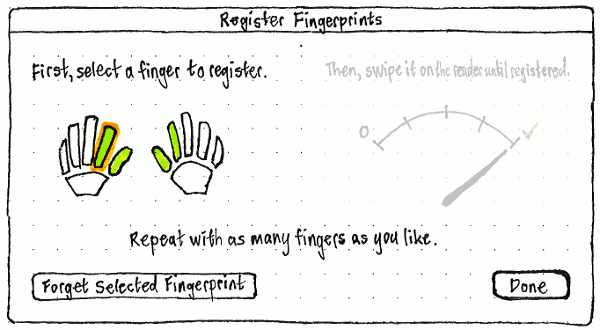 Register Fingerprints
First, select a finger to register.
Then, swipe it on the reader until registered.
0
Repeat with as many fingers as you like.
Forget Selected Fingerprint
Done